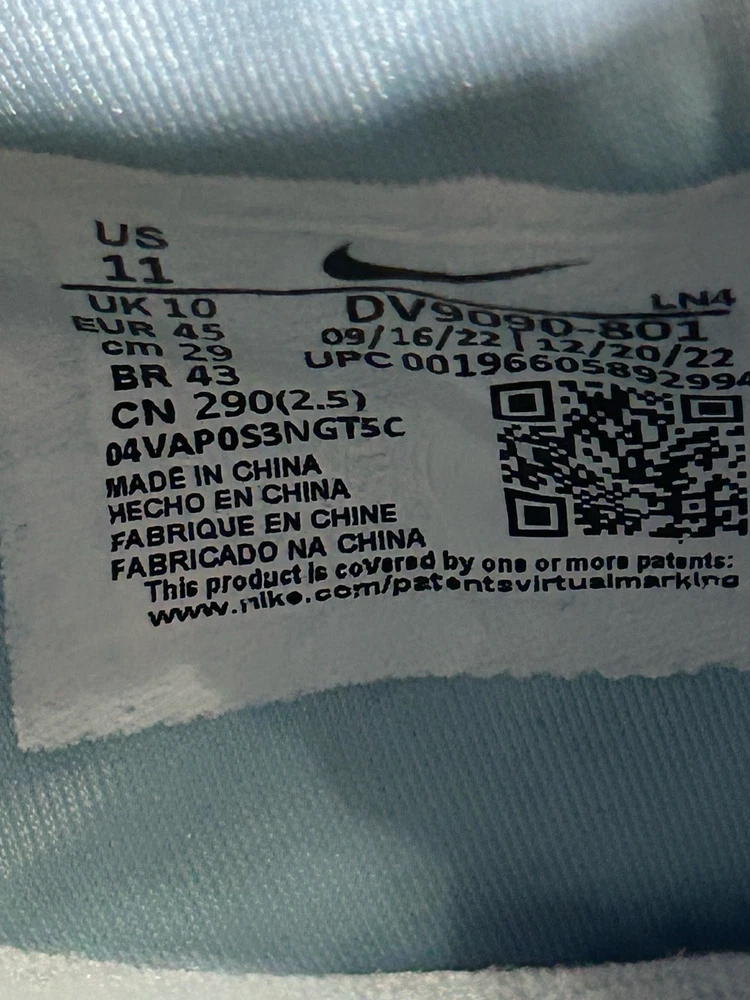 US
11
LN4
UK 10
DV9090-801
EUR 45
09/16/22 | 12/20/22
cm 29
UPC 00196605892994
BR 43
CN 290(2.5)
04VAP0S3NGT5C
MADE IN CHINA
HECHO EN CHINA
FABRIQUE EN CHINE
FABRICADO NA CHINA
This product is covered by one or more patents:
www.nike.com/patentsvirtualmarking